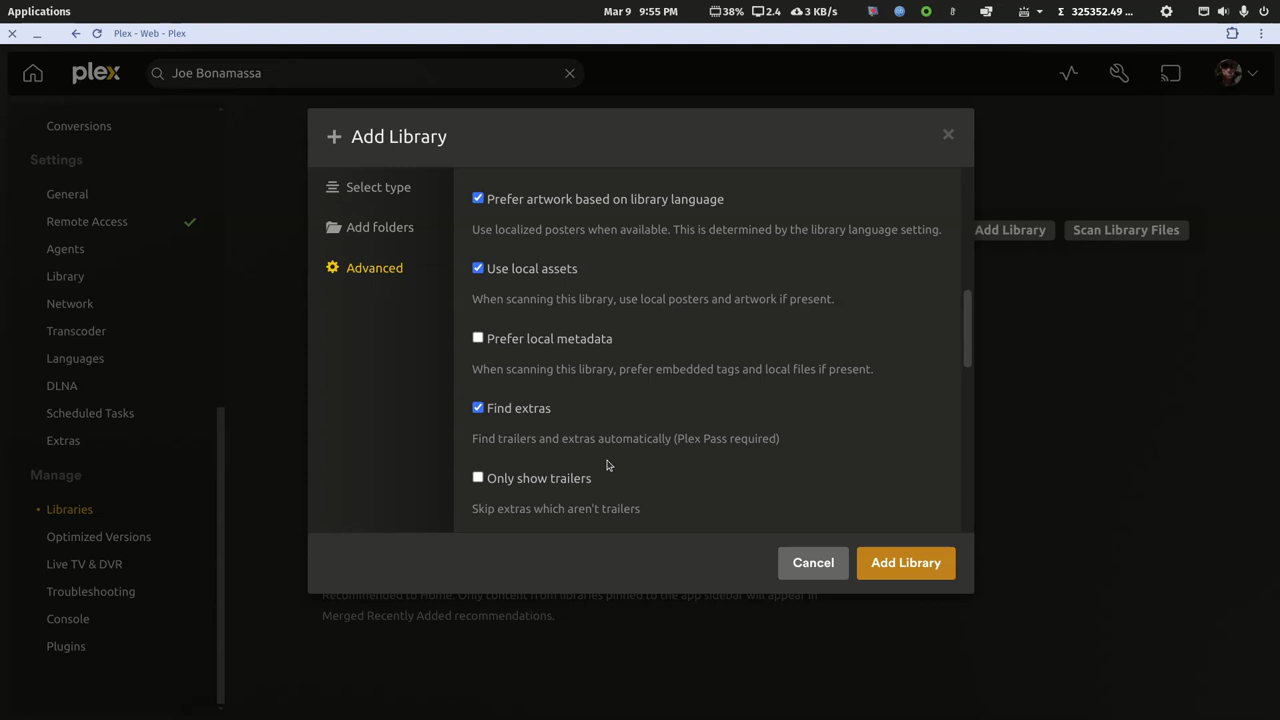 Applications
Mar 9 9:55 PM
38%
2.4
3 KB/s
Σ 325352.49 ...
Plex - Web - Plex
plex
Joe Bonamassa
Conversions
Settings
General
Remote Access
Agents
Library
Network
Transcoder
Languages
DLNA
Scheduled Tasks
Extras
Manage
Libraries
Optimized Versions
Live TV & DVR
Troubleshooting
Console
Plugins
Add Library
Select type
Add folders
Advanced
Prefer artwork based on library language
Use localized posters when available. This is determined by the library language setting.
Use local assets
When scanning this library, use local posters and artwork if present.
Prefer local metadata
When scanning this library, prefer embedded tags and local files if present.
Find extras
Find trailers and extras automatically (Plex Pass required)
Only show trailers
Skip extras which aren't trailers
Cancel
Add Library
Add Library
Scan Library Files
Recommended to Home. Only content from libraries pinned to the app sidebar will appear in
Merged Recently Added recommendations.